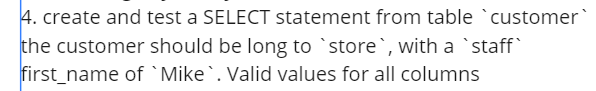 4. create and test a SELECT statement from table `customer`
the customer should be long to `store`, with a `staff`
first_name of `Mike`. Valid values for all columns